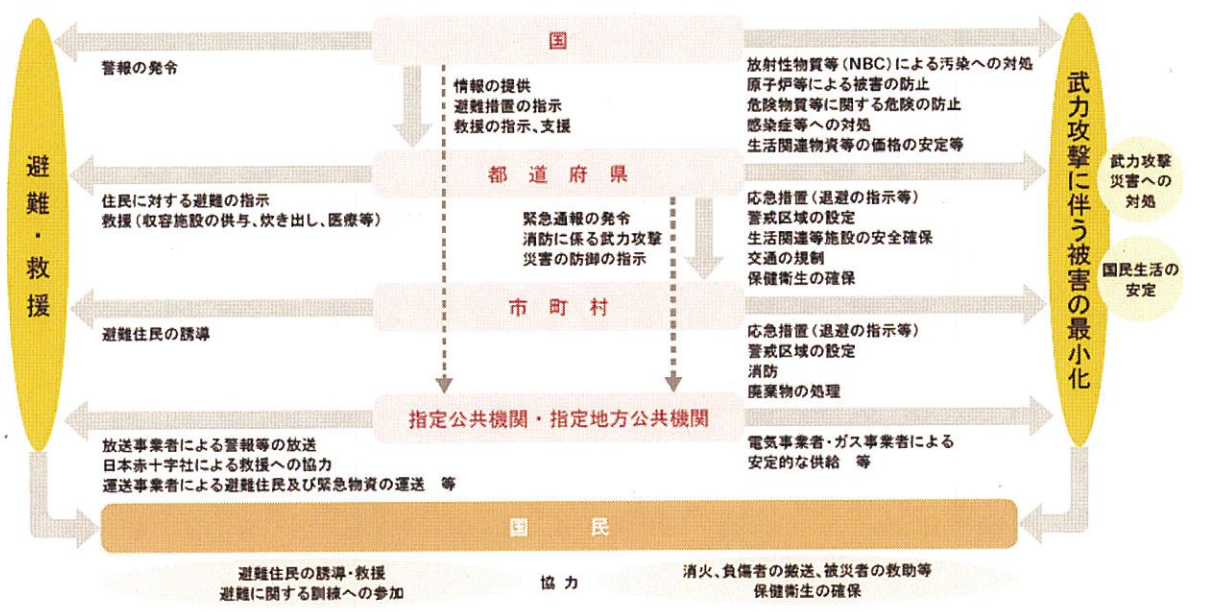 国
警報の発令
情報の提供
避難措置の指示
救援の指示、支援
放射性物質等(NBC)による汚染への対処
原子炉等による被害の防止
危険物質等に関する危険の防止
感染症等への対処
生活関連物資等の価格の安定等
都道府県
住民に対する避難の指示
救援(収容施設の供与、炊き出し、医療等)
緊急通報の発令
消防に係る武力攻撃
災害の防御の指示
応急措置(退避の指示等)
警戒区域の設定
生活関連等施設の安全確保
交通の規制
保健衛生の確保
市町村
避難住民の誘導
応急措置(退避の指示等)
警戒区域の設定
消防
廃棄物の処理
指定公共機関・指定地方公共機関
放送事業者による警報等の放送
日本赤十字社による救援への協力
運送事業者による避難住民及び緊急物資の運送 等
電気事業者・ガス事業者による
安定的な供給 等
避難・救援
武力攻撃に伴う被害の最小化
武力攻撃
災害への
対処
国民生活の
安定
国民
避難住民の誘導・救援
避難に関する訓練への参加
協力
消火、負傷者の搬送、被災者の救助等
保健衛生の確保